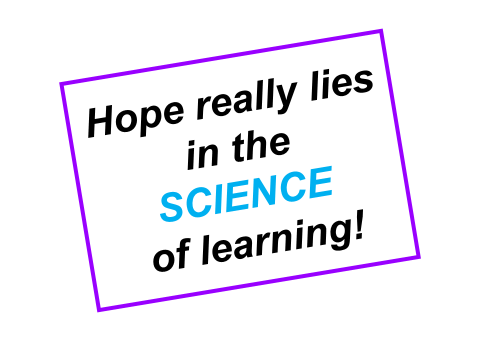 Hope really lies
in the
SCIENCE
of learning!